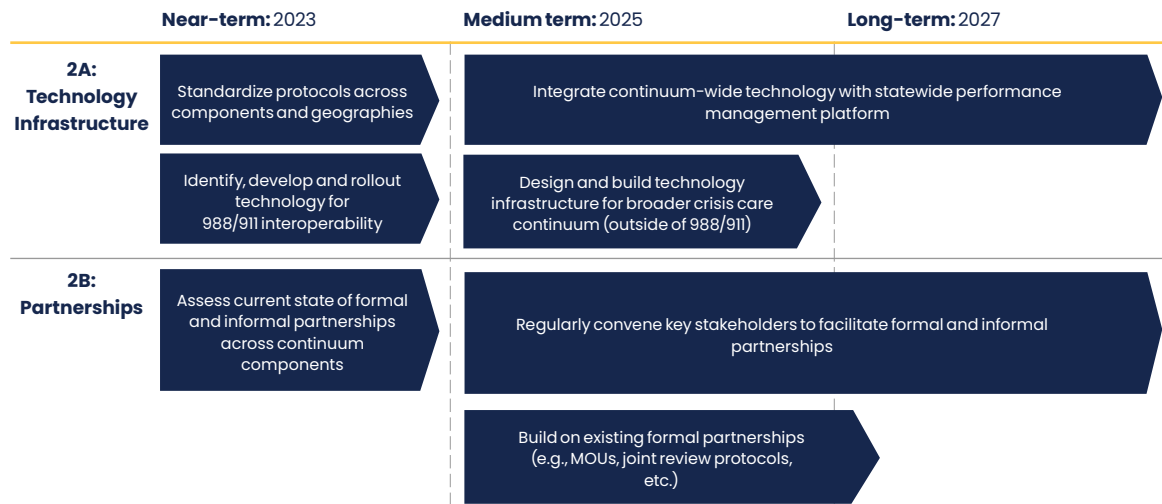 Near-term: 2023
Medium term: 2025
Long-term: 2027
2A:
Technology
Infrastructure
Standardize protocols across
components and geographies
Integrate continuum-wide technology with statewide performance
management platform
Identify, develop and rollout
technology for
988/911 interoperability
Design and build technology
infrastructure for broader crisis care
continuum (outside of 988/911)
2B:
Partnerships
Assess current state of formal
and informal partnerships
across continuum
components
Regularly convene key stakeholders to facilitate formal and informal
partnerships
Build on existing formal partnerships
(e.g., MOUs, joint review protocols,
etc.)